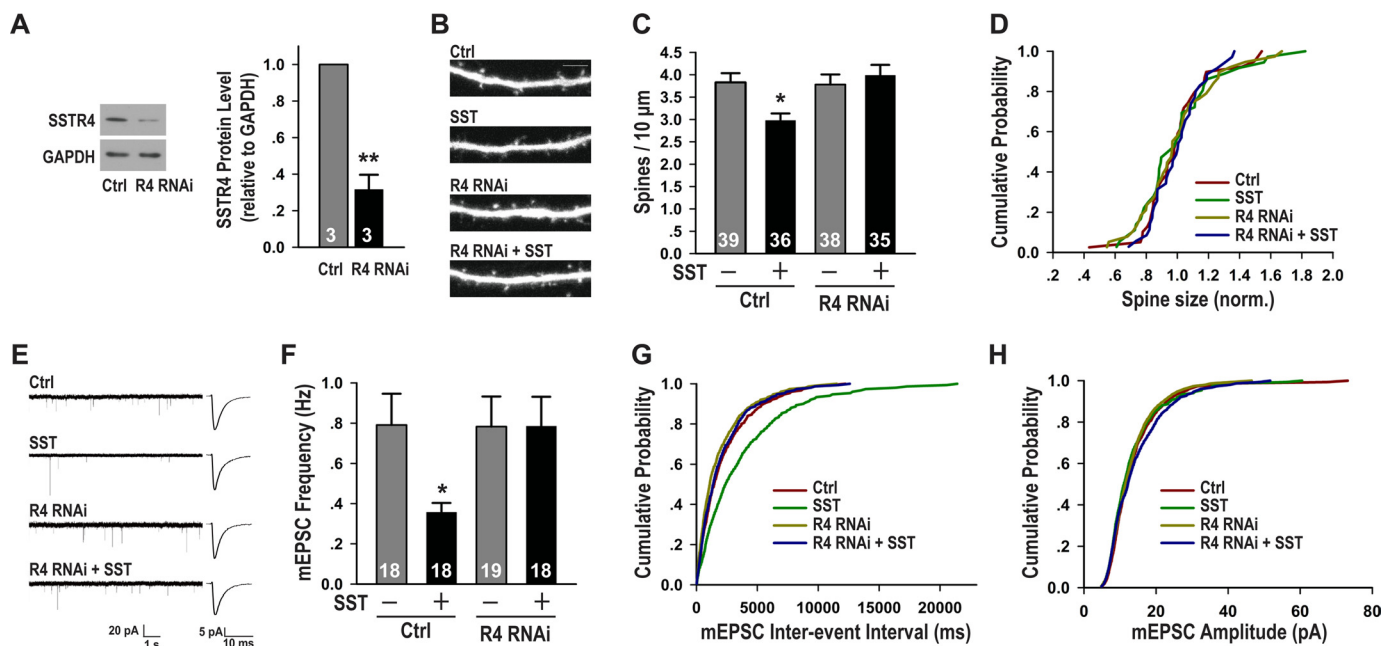 A
SSTR4
GAPDH
Ctrl R4 RNAi
SSTR4 Protein Level
(relative to GAPDH)
1.0
.8
.6
.4
.2
0.0
**
3 3
Ctrl R4 RNAi
B
Ctrl
SST
R4 RNAi
R4 RNAi + SST
C
Spines / 10 µm
4.5
4.0
3.5
3.0
2.5
2.0
1.5
1.0
.5
0.0
*
39 36 38 35
SST − + − +
Ctrl R4 RNAi
D
Cumulative Probability
1.0
.8
.6
.4
.2
0.0
Ctrl
SST
R4 RNAi
R4 RNAi + SST
.2 .4 .6 .8 1.0 1.2 1.4 1.6 1.8 2.0
Spine size (norm.)
E
Ctrl
SST
R4 RNAi
R4 RNAi + SST
20 pA
1 s
5 pA
10 ms
F
mEPSC Frequency (Hz)
1.0
.8
.6
.4
.2
0.0
*
18 18 19 18
SST − + − +
Ctrl R4 RNAi
G
Cumulative Probability
1.0
.8
.6
.4
.2
0.0
Ctrl
SST
R4 RNAi
R4 RNAi + SST
0 5000 10000 15000 20000
mEPSC Inter-event Interval (ms)
H
Cumulative Probability
1.0
.8
.6
.4
.2
0.0
Ctrl
SST
R4 RNAi
R4 RNAi + SST
0 20 40 60 80
mEPSC Amplitude (pA)